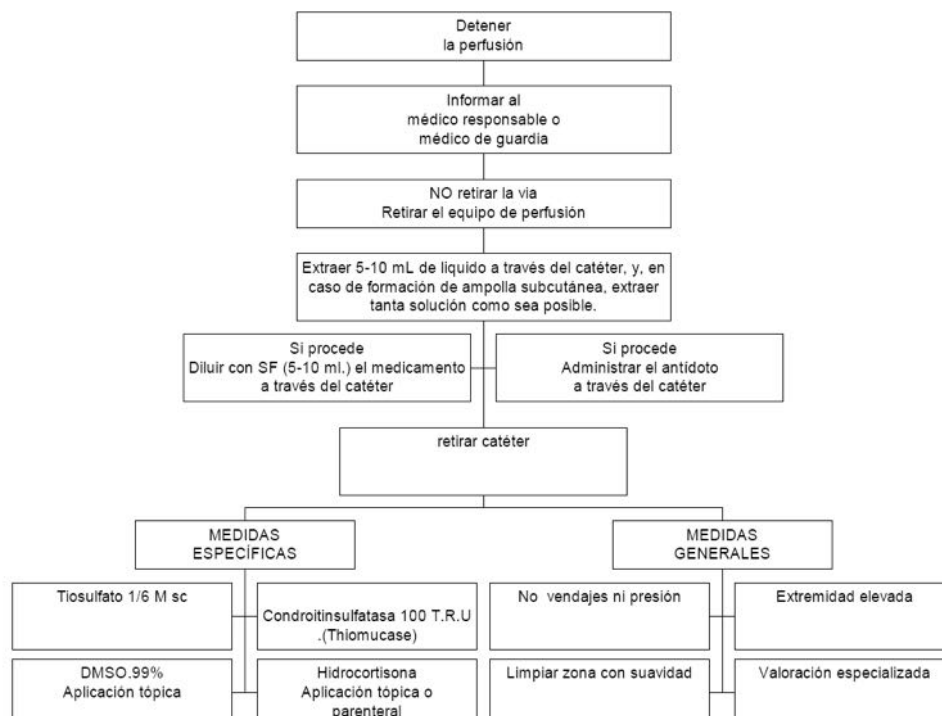 Detener
la perfusión
Informar al
médico responsable o
médico de guardia
NO retirar la via
Retirar el equipo de perfusión
Extraer 5-10 mL de liquido a través del catéter, y, en
caso de formación de ampolla subcutánea, extraer
tanta solución como sea posible.
Si procede
Diluir con SF (5-10 ml.) el medicamento
a través del catéter
Si procede
Administrar el antídoto
a través del catéter
retirar catéter
MEDIDAS
ESPECÍFICAS
MEDIDAS
GENERALES
Tiosulfato 1/6 M sc
Condroitinsulfatasa 100 T.R.U
.(Thiomucase)
No vendajes ni presión
Extremidad elevada
DMSO.99%
Aplicación tópica
Hidrocortisona
Aplicación tópica o
parenteral
Limpiar zona con suavidad
Valoración especializada